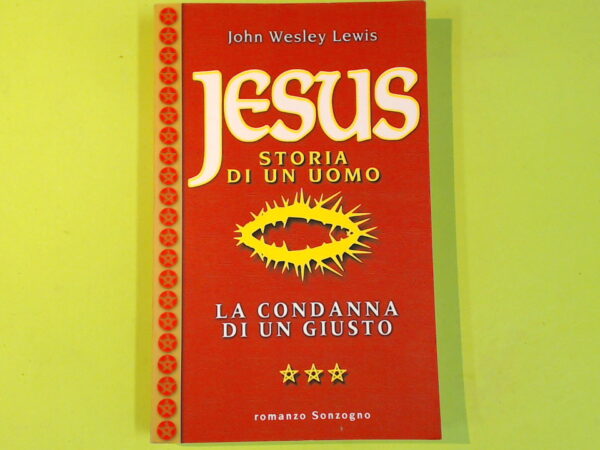 John Wesley Lewis
JESUS
STORIA
DI UN UOMO
LA CONDANNA
DI UN GIUSTO
romanzo Sonzogno